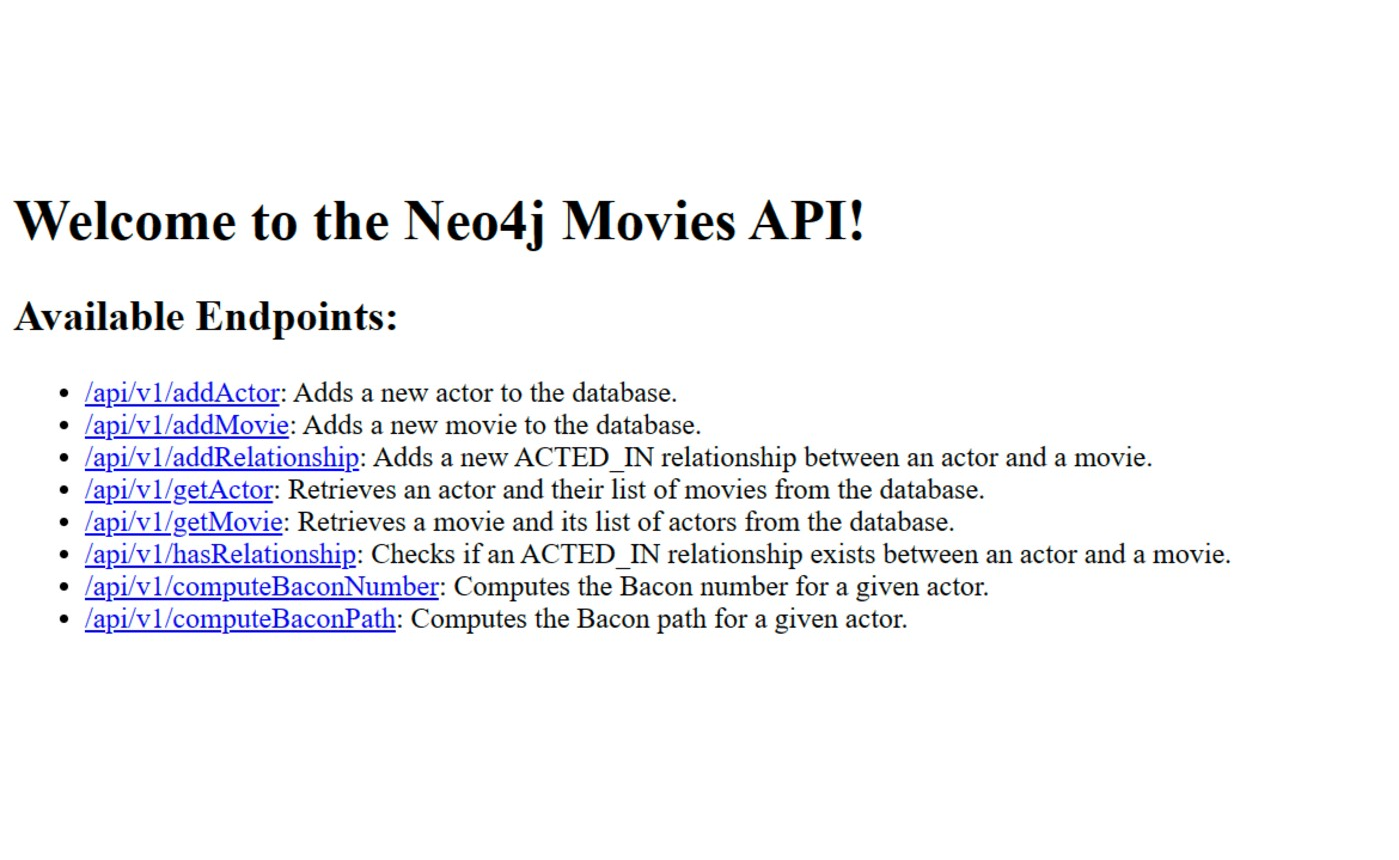 Welcome to the Neo4j Movies API!
Available Endpoints:
• /api/v1/addActor: Adds a new actor to the database.
• /api/v1/addMovie: Adds a new movie to the database.
• /api/v1/addRelationship: Adds a new ACTED_IN relationship between an actor and a movie.
• /api/v1/getActor: Retrieves an actor and their list of movies from the database.
• /api/v1/getMovie: Retrieves a movie and its list of actors from the database.
• /api/v1/hasRelationship: Checks if an ACTED_IN relationship exists between an actor and a movie.
• /api/v1/computeBaconNumber: Computes the Bacon number for a given actor.
• /api/v1/computeBaconPath: Computes the Bacon path for a given actor.